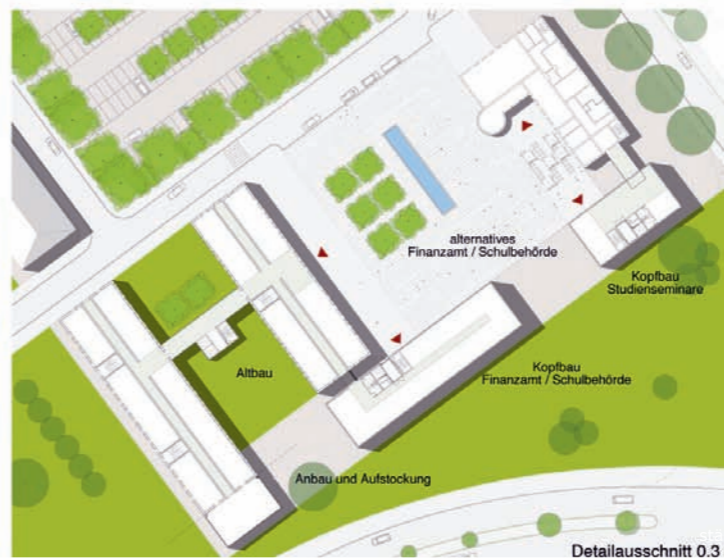 alternatives
Finanzamt / Schulbehörde
Kopfbau
Studienseminare
Altbau
Kopfbau
Finanzamt / Schulbehörde
Anbau und Aufstockung
Detailausschnitt 0.3